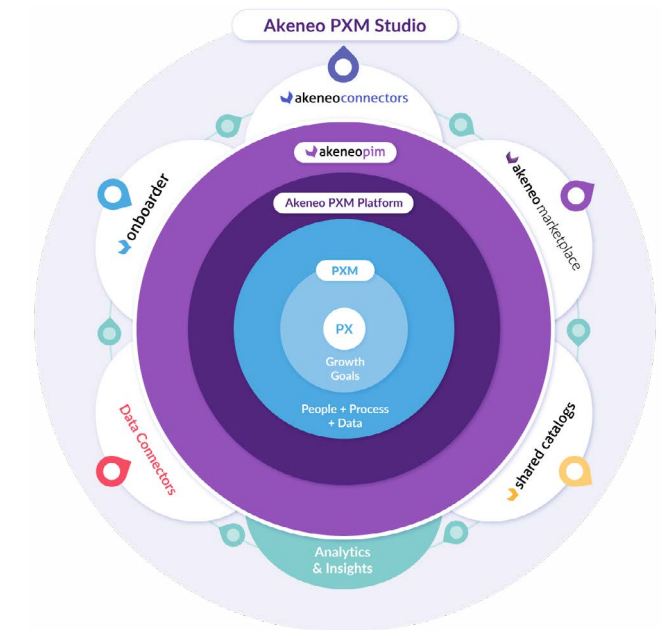 Akeneo PXM Studio
akeneoconnectors
akeneopim
onboarder
akeneo marketplace
Akeneo PXM Platform
PXM
PX
Growth
Goals
People + Process
+ Data
Data Connectors
shared catalogs
Analytics
& Insights